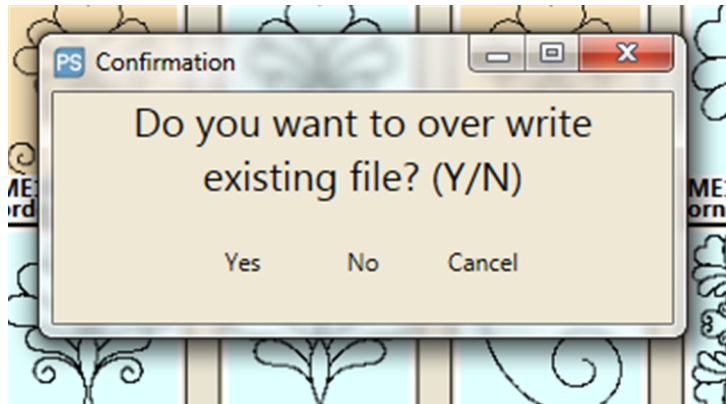 PS Confirmation
Do you want to over write
existing file? (Y/N)
Yes No Cancel